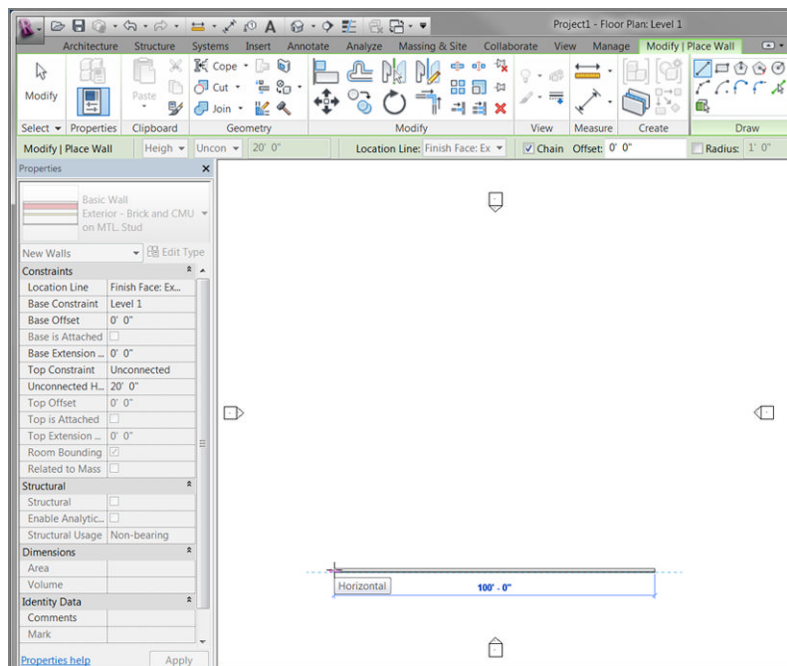 Project1 - Floor Plan: Level 1
Architecture Structure Systems Insert Annotate Analyze Massing & Site Collaborate View Manage Modify | Place Wall
Modify Paste Cope Cut Join
Select Properties Clipboard Geometry Modify View Measure Create Draw
Modify | Place Wall Heigh Uncon 20' 0" Location Line: Finish Face: Ex Chain Offset: 0' 0" Radius: 1' 0"
Properties
Basic Wall
Exterior - Brick and CMU
on MTL. Stud
New Walls Edit Type
Constraints
Location Line Finish Face: Ex...
Base Constraint Level 1
Base Offset 0' 0"
Base is Attached
Base Extension ... 0' 0"
Top Constraint Unconnected
Unconnected H... 20' 0"
Top Offset 0' 0"
Top is Attached
Top Extension ... 0' 0"
Room Bounding
Related to Mass
Structural
Structural
Enable Analytic...
Structural Usage Non-bearing
Dimensions
Area
Volume
Identity Data
Comments
Mark
Properties help Apply
Horizontal 100' - 0"